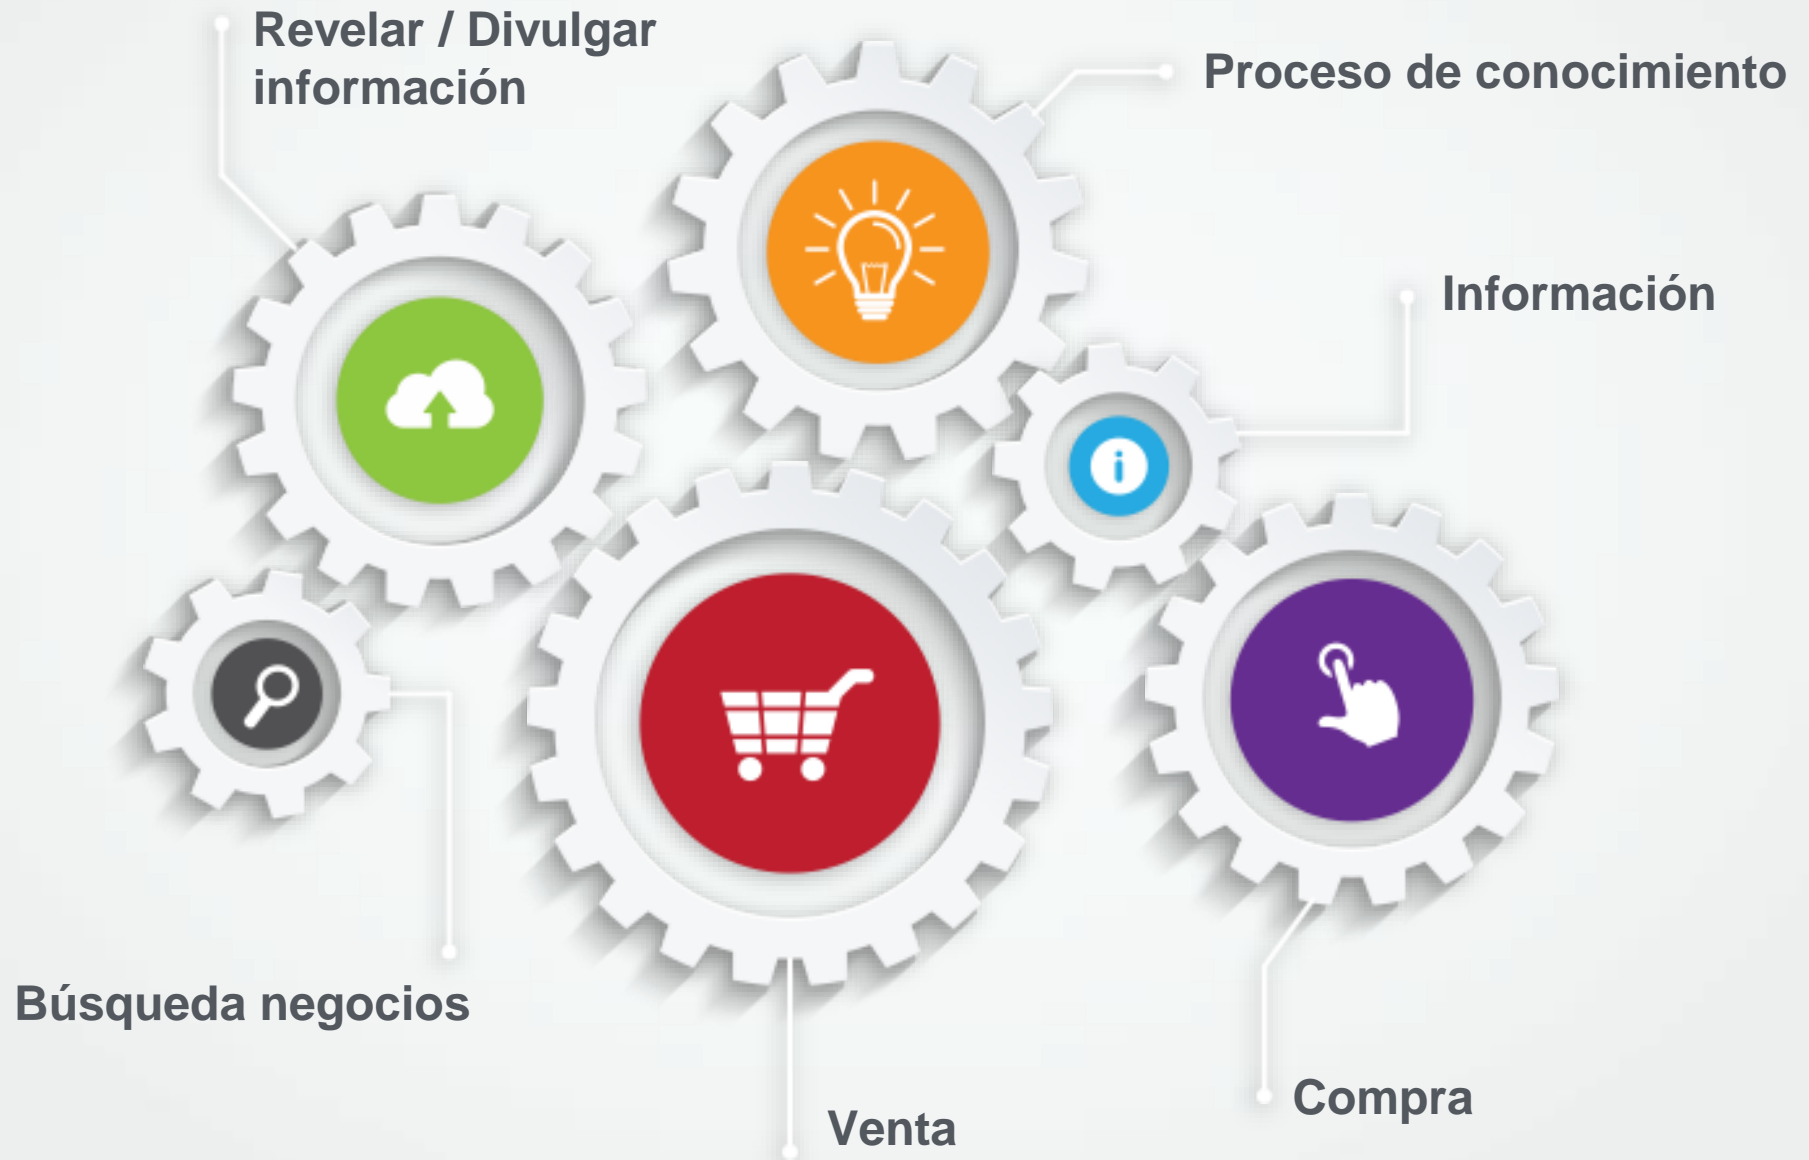 Revelar / Divulgar
información
Proceso de conocimiento
Información
i
Búsqueda negocios
Compra
Venta